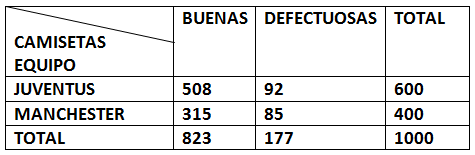 BUENAS DEFECTUOSAS TOTAL
CAMISETAS
EQUIPO
JUVENTUS 508 92 600
MANCHESTER 315 85 400
TOTAL 823 177 1000